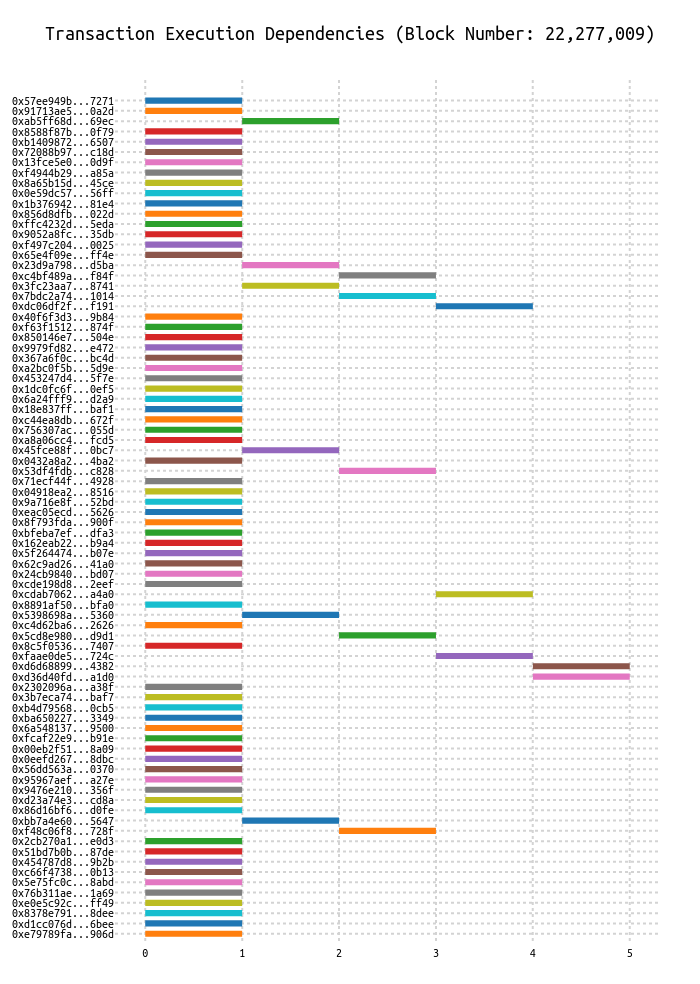 Transaction Execution Dependencies (Block Number: 22,277,009)
0x57ee949b...7271
0x91713ae5...0a2d
0xab5ff68d...69ec
0x8588f87b...0f79
0xb1409872...6507
0x72088b97...c18d
0x13fce5e0...0d9f
0xf4944b29...a85a
0x8a65b15d...45ce
0x0e59dc57...56ff
0x1b376942...81e4
0x856d8dfb...022d
0xffc4232d...5eda
0x9052a8fc...35db
0xf497c204...0025
0x65e4f09e...ff4e
0x23d9a798...d5ba
0xc4bf489a...f84f
0x3fc23aa7...8741
0x7bdc2a74...1014
0xdc06df2f...f191
0x40f6f3d3...9b84
0xf63f1512...874f
0x850146e7...504e
0x9979fd82...e472
0x367a6f0c...bc4d
0xa2bc0f5b...5d9e
0x453247d4...5f7e
0x1dc0fc6f...0ef5
0x6a24fff9...d2a9
0x18e837ff...baf1
0xc44ea8db...672f
0x756307ac...055d
0xa8a06cc4...fcd5
0x45fce88f...0bc7
0x0432a8a2...4ba2
0x53df4fdb...c828
0x71ecf44f...4928
0x04918ea2...8516
0x9a716e8f...52bd
0xeac05ecd...5626
0x8f793fda...900f
0xbfeba7ef...dfa3
0x162eab22...b9a4
0x5f264474...b07e
0x62c9ad26...41a0
0x24cb9840...bd07
0xcde198d8...2eef
0xcdab7062...a4a0
0x8891af50...bfa0
0x5398698a...5360
0xc4d62ba6...2626
0x5cd8e980...d9d1
0x8c5f0536...7407
0xfaae0de5...724c
0xd6d68899...4382
0xd36d40fd...a1d0
0x2302096a...a38f
0x3b7eca74...baf7
0xb4d79568...0cb5
0xba650227...3349
0x6a548137...9500
0xfcaf22e9...b91e
0x00eb2f51...8a09
0x0eefd267...8dbc
0x56dd563a...0370
0x95967aef...a27e
0x9476e210...356f
0xd23a74e3...cd8a
0x86d16bf6...d0fe
0xbb7a4e60...5647
0xf48c06f8...728f
0x2cb270a1...e0d3
0x51bd7b0b...87de
0x454787d8...9b2b
0xc66f4738...0b13
0x5e75fc0c...8abd
0x76b311ae...1a69
0xe0e5c92c...ff49
0x8378e791...8dee
0xd1cc076d...6bee
0xe79789fa...906d
0 1 2 3 4 5